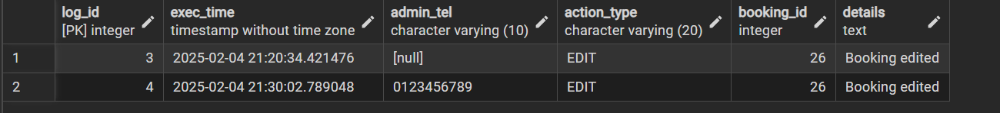 log_id exec_time admin_tel action_type booking_id details
[PK] integer timestamp without time zone character varying (10) character varying (20) integer text
1 3 2025-02-04 21:20:34.421476 [null] EDIT 26 Booking edited
2 4 2025-02-04 21:30:02.789048 0123456789 EDIT 26 Booking edited